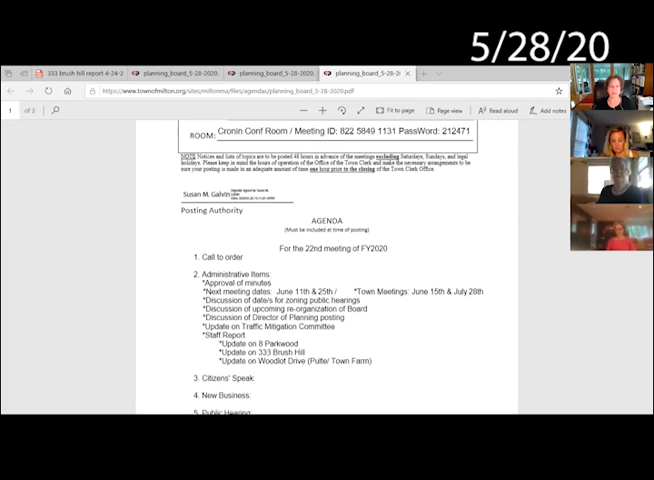 5/28/20
333 brush hill report 4-24-2
planning_board_5-28-2020.
planning_board_5-28-2020.
planning_board_5-28-2
https://www.townofmilton.org/sites/miltonma/files/agendas/planning_board_5-28-2020.pdf
1 of 3
Fit to page
Page view
Read aloud
Add notes
ROOM: Cronin Conf Room / Meeting ID: 822 5849 1131 PassWord: 212471
NOTE: Notices and lists of topics are to be posted 48 hours in advance of the meetings excluding Saturdays, Sundays, and legal
holidays. Please keep in mind the hours of operation of the Office of the Town Clerk and make the necessary arrangements to be
sure your posting is made in an adequate amount of time one hour prior to the closing of the Town Clerk Office.
Susan M. Galvin
Posting Authority
AGENDA
(Must be included at time of posting)
For the 22nd meeting of FY2020
1. Call to order
2. Administrative Items:
*Approval of minutes
*Next meeting dates: June 11th & 25th / *Town Meetings: June 15th & July 28th
*Discussion of date/s for zoning public hearings
*Discussion of upcoming re-organization of Board
*Discussion of Director of Planning posting
*Update on Traffic Mitigation Committee
*Staff Report
*Update on 8 Parkwood
*Update on 333 Brush Hill
*Update on Woodlot Drive (Pulte/ Town Farm)
3. Citizens' Speak:
4. New Business:
5. Public Hearing: